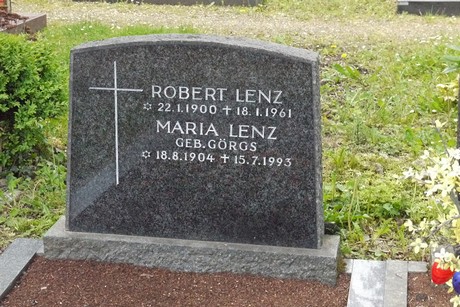 ROBERT LENZ
✡ 22.1.1900 ✝ 18.1.1961
MARIA LENZ
GEB.GÖRGS
✡ 18.8.1904 ✝ 15.7.1993